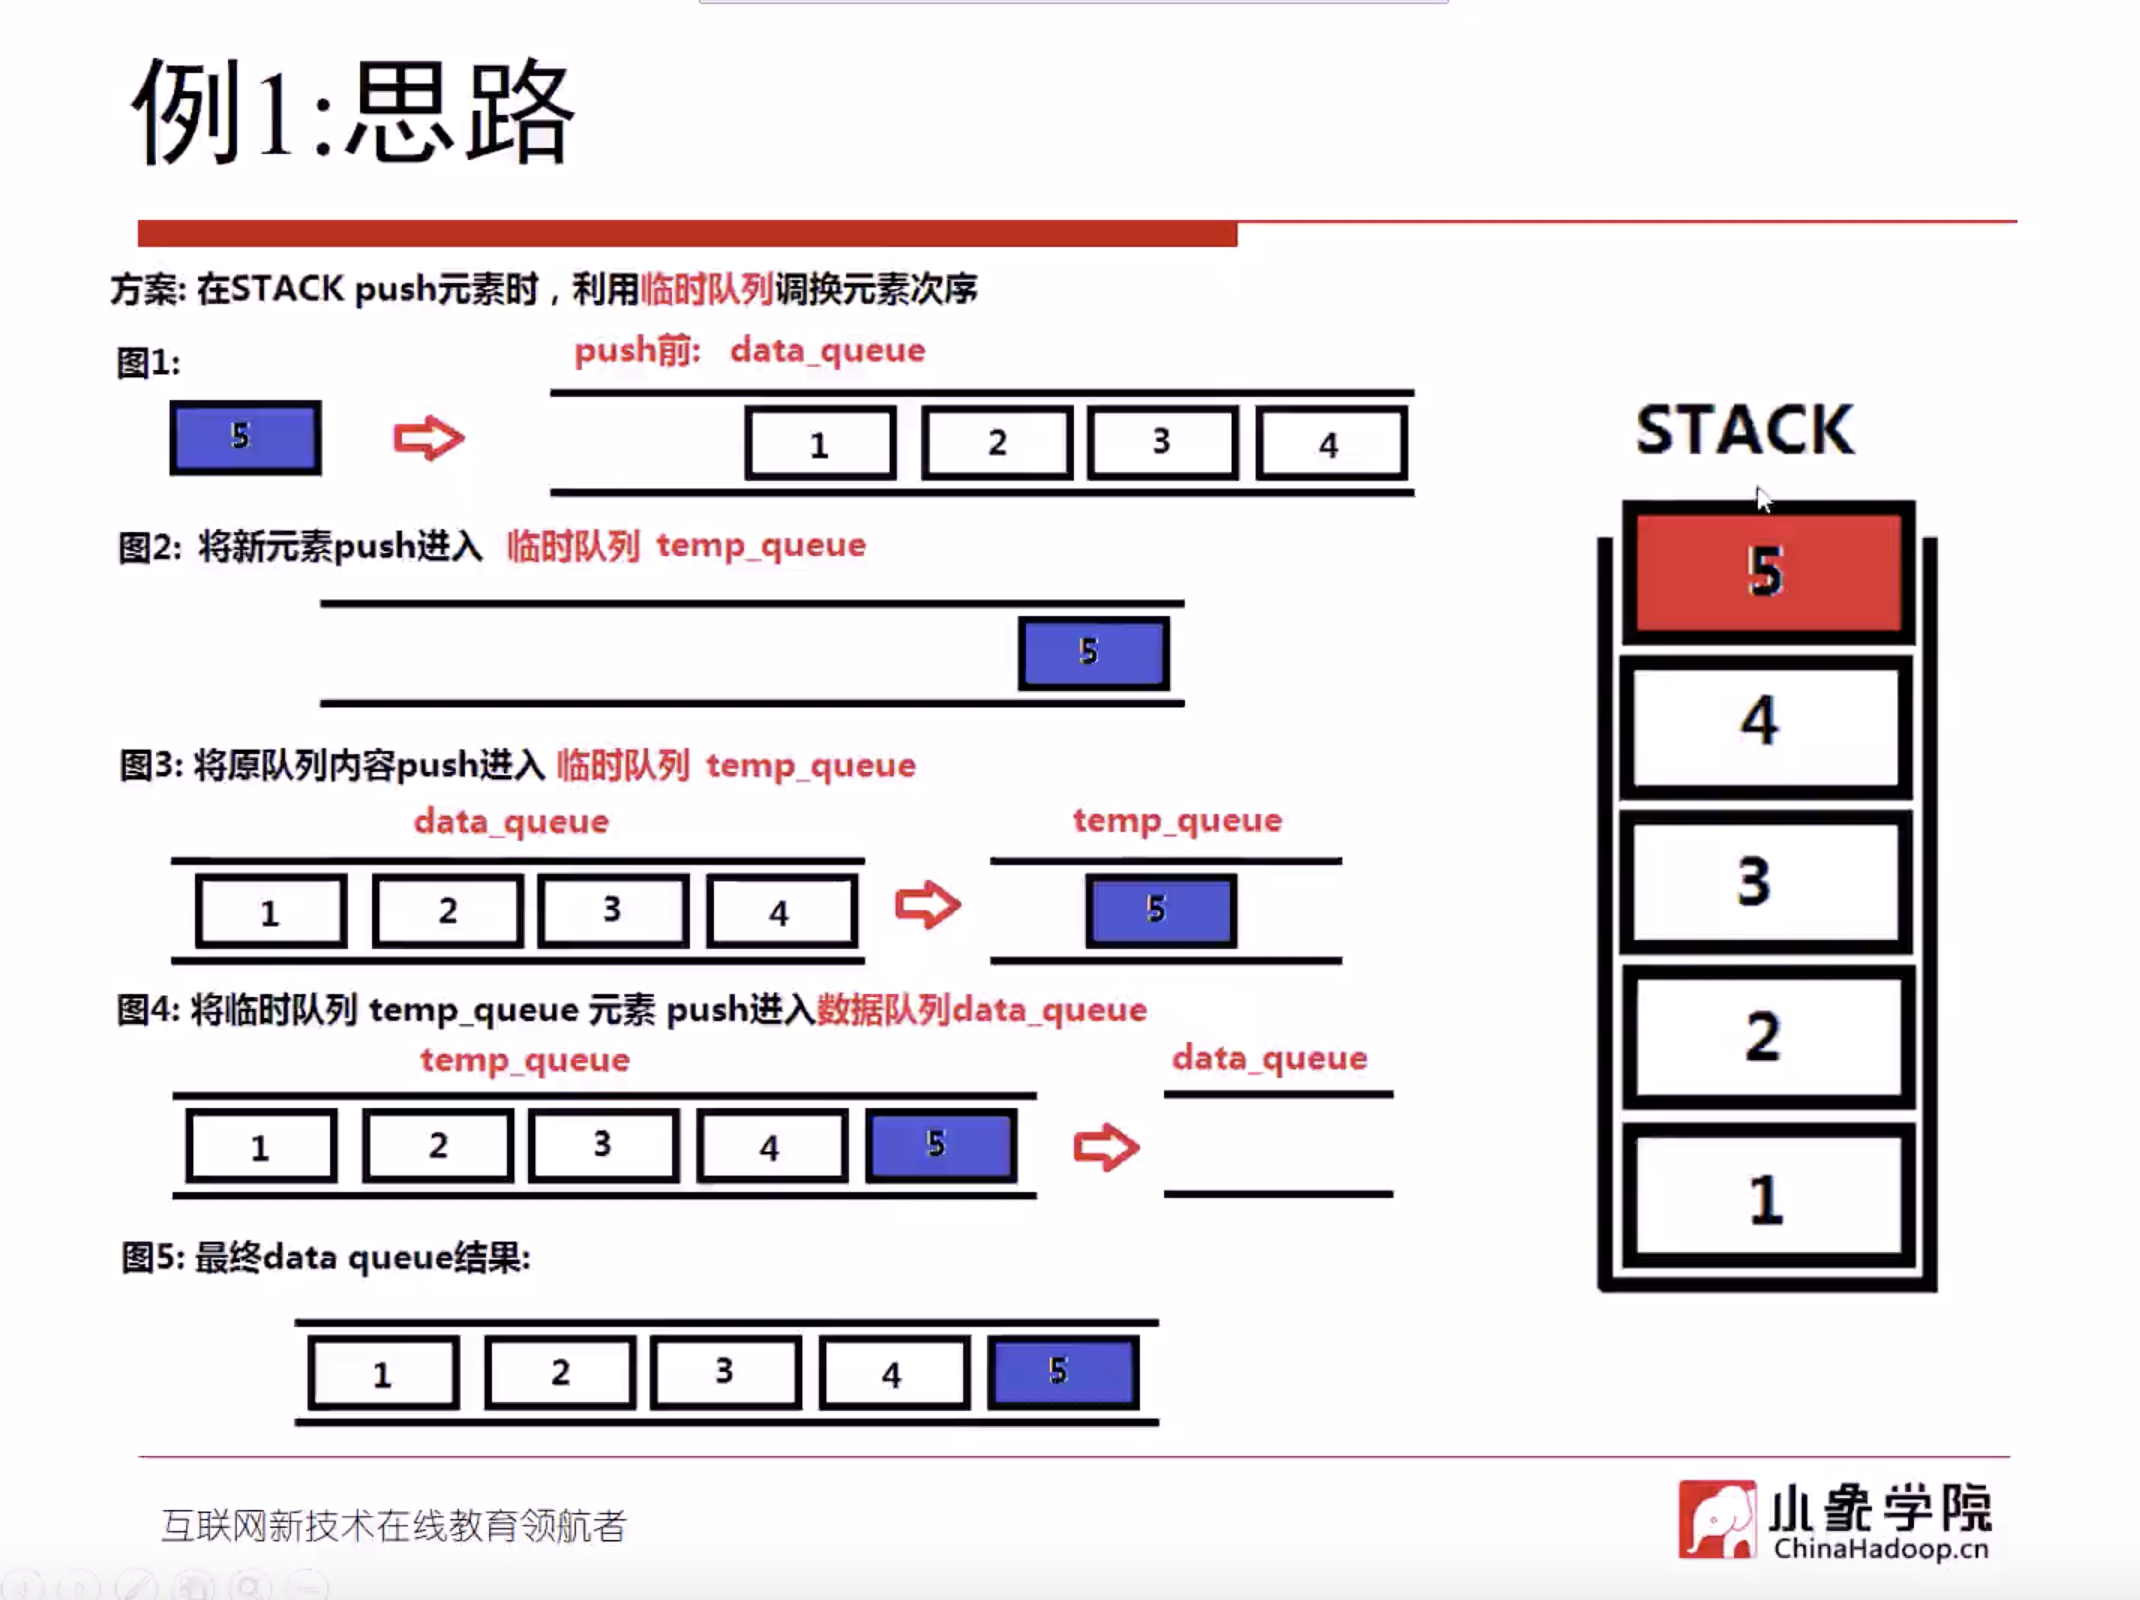 例1:思路
方案: 在STACK push元素时，利用临时队列调换元素次序
图1:
push前: data_queue
5
1 2 3 4
图2: 将新元素push进入 临时队列 temp_queue
5
图3: 将原队列内容push进入 临时队列 temp_queue
data_queue
temp_queue
1 2 3 4
5
图4: 将临时队列 temp_queue 元素 push进入数据队列data_queue
temp_queue
data_queue
1 2 3 4 5
图5: 最终data queue结果:
1 2 3 4 5
STACK
5
4
3
2
1
互联网新技术在线教育领航者
小象学院
ChinaHadoop.cn